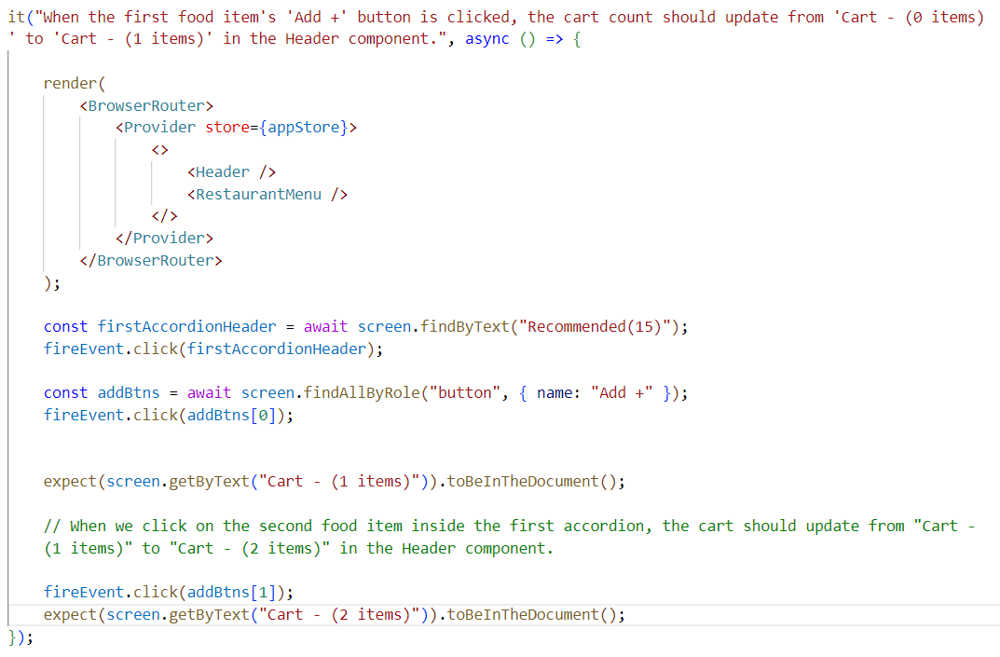 it("When the first food item's 'Add +' button is clicked, the cart count should update from 'Cart - (0 items)
' to 'Cart - (1 items)' in the Header component.", async () => {
render(
<BrowserRouter>
<Provider store={appStore}>
<>
<Header />
<RestaurantMenu />
</>
</Provider>
</BrowserRouter>
);
const firstAccordionHeader = await screen.findByText("Recommended(15)");
fireEvent.click(firstAccordionHeader);
const addBtns = await screen.findAllByRole("button", { name: "Add +" });
fireEvent.click(addBtns[0]);
expect(screen.getByText("Cart - (1 items)")).toBeInTheDocument();
// When we click on the second food item inside the first accordion, the cart should update from "Cart -
(1 items)" to "Cart - (2 items)" in the Header component.
fireEvent.click(addBtns[1]);
expect(screen.getByText("Cart - (2 items)")).toBeInTheDocument();
});